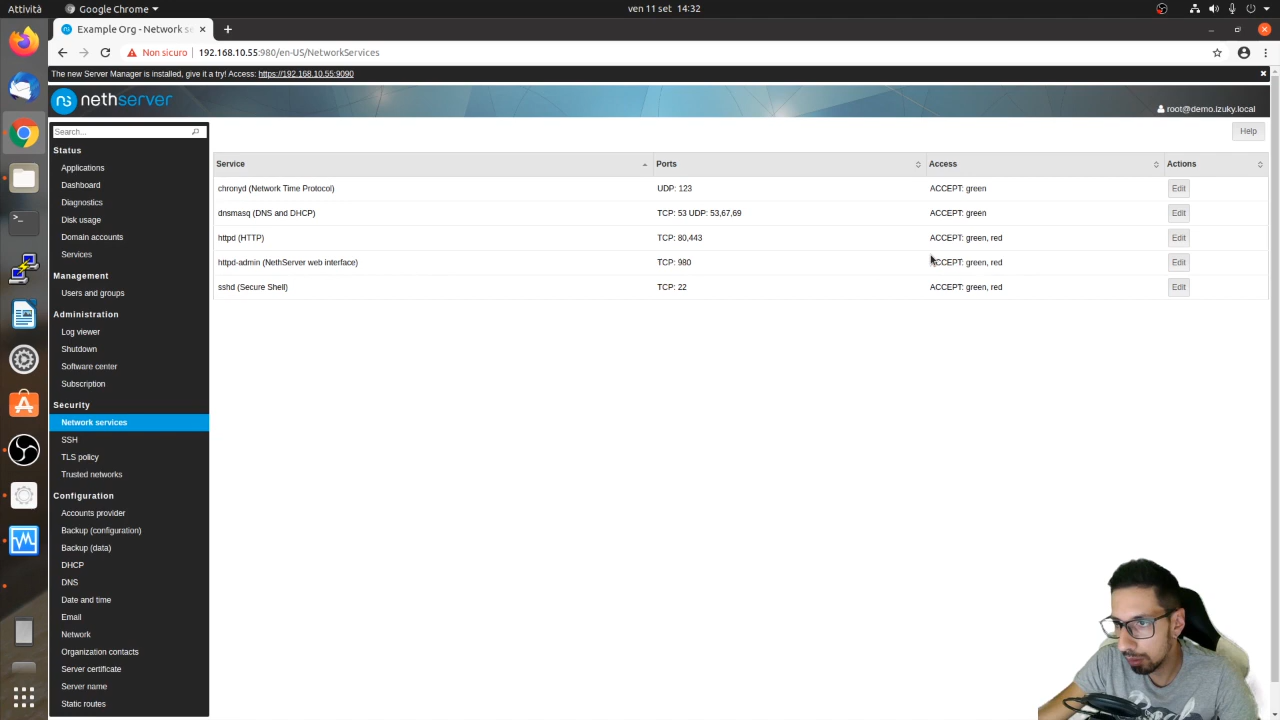 Attività
Google Chrome
ven 11 set 14:32
Example Org - Network se
Non sicuro
192.168.10.55:980/en-US/NetworkServices
The new Server Manager is installed, give it a try! Access: https://192.168.10.55:9090
nethserver
root@demo.izuky.local
Search...
Help
Status
Applications
Dashboard
Diagnostics
Disk usage
Domain accounts
Services
Management
Users and groups
Administration
Log viewer
Shutdown
Software center
Subscription
Security
Network services
SSH
TLS policy
Trusted networks
Configuration
Accounts provider
Backup (configuration)
Backup (data)
DHCP
DNS
Date and time
Email
Network
Organization contacts
Server certificate
Server name
Static routes
Service Ports Access Actions
chronyd (Network Time Protocol) UDP: 123 ACCEPT: green Edit
dnsmasq (DNS and DHCP) TCP: 53 UDP: 53,67,69 ACCEPT: green Edit
httpd (HTTP) TCP: 80,443 ACCEPT: green, red Edit
httpd-admin (NethServer web interface) TCP: 980 ACCEPT: green, red Edit
sshd (Secure Shell) TCP: 22 ACCEPT: green, red Edit